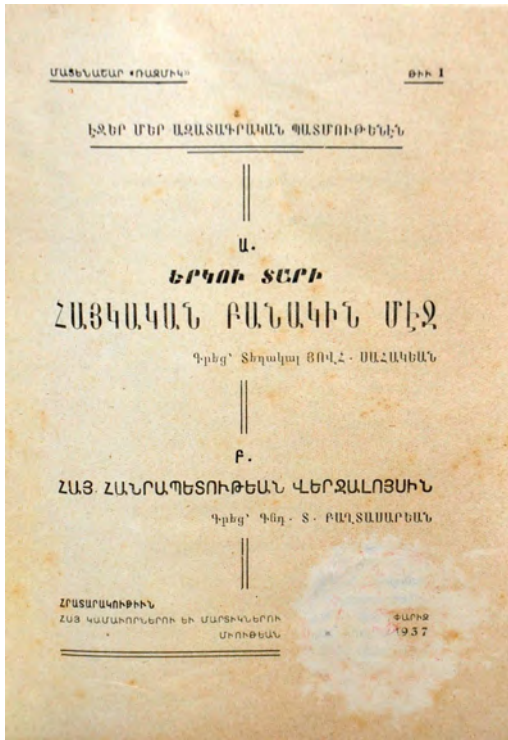 ՄԱՏԵՆԱՇԱՐ «ՌԱԶՄԻԿ» ԹԻՒ 1
ԷՋԵՐ ՄԵՐ ԱԶԱՏԱԳՐԱԿԱՆ ՊԱՏՄՈՒԹԵՆԷՆ
Ա.
ԵՐԿՈՒ ՏԱՐԻ
ՀԱՅԿԱԿԱՆ ԲԱՆԱԿԻՆ ՄԷՋ
Գրեց՝ Տեղակալ ՅՈՎՀ. ՍԱՀԱԿԵԱՆ
Բ.
ՀԱՅ ՀԱՆՐԱՊԵՏՈՒԹԵԱՆ ՎԵՐՋԱԼՈՅՍԻՆ
Գրեց՝ Գնդ. Տ. ԲԱՂՏԱՍԱՐԵԱՆ
ՀՐԱՏԱՐԱԿՈՒԹԻՒՆ
ՀԱՅ ԿԱՄԱՒՈՐՆԵՐՈՒ ԵՒ ՄԱՐՏԻԿՆԵՐՈՒ ՓԱՐԻԶ
ՄԻՈՒԹԵԱՆ 1937